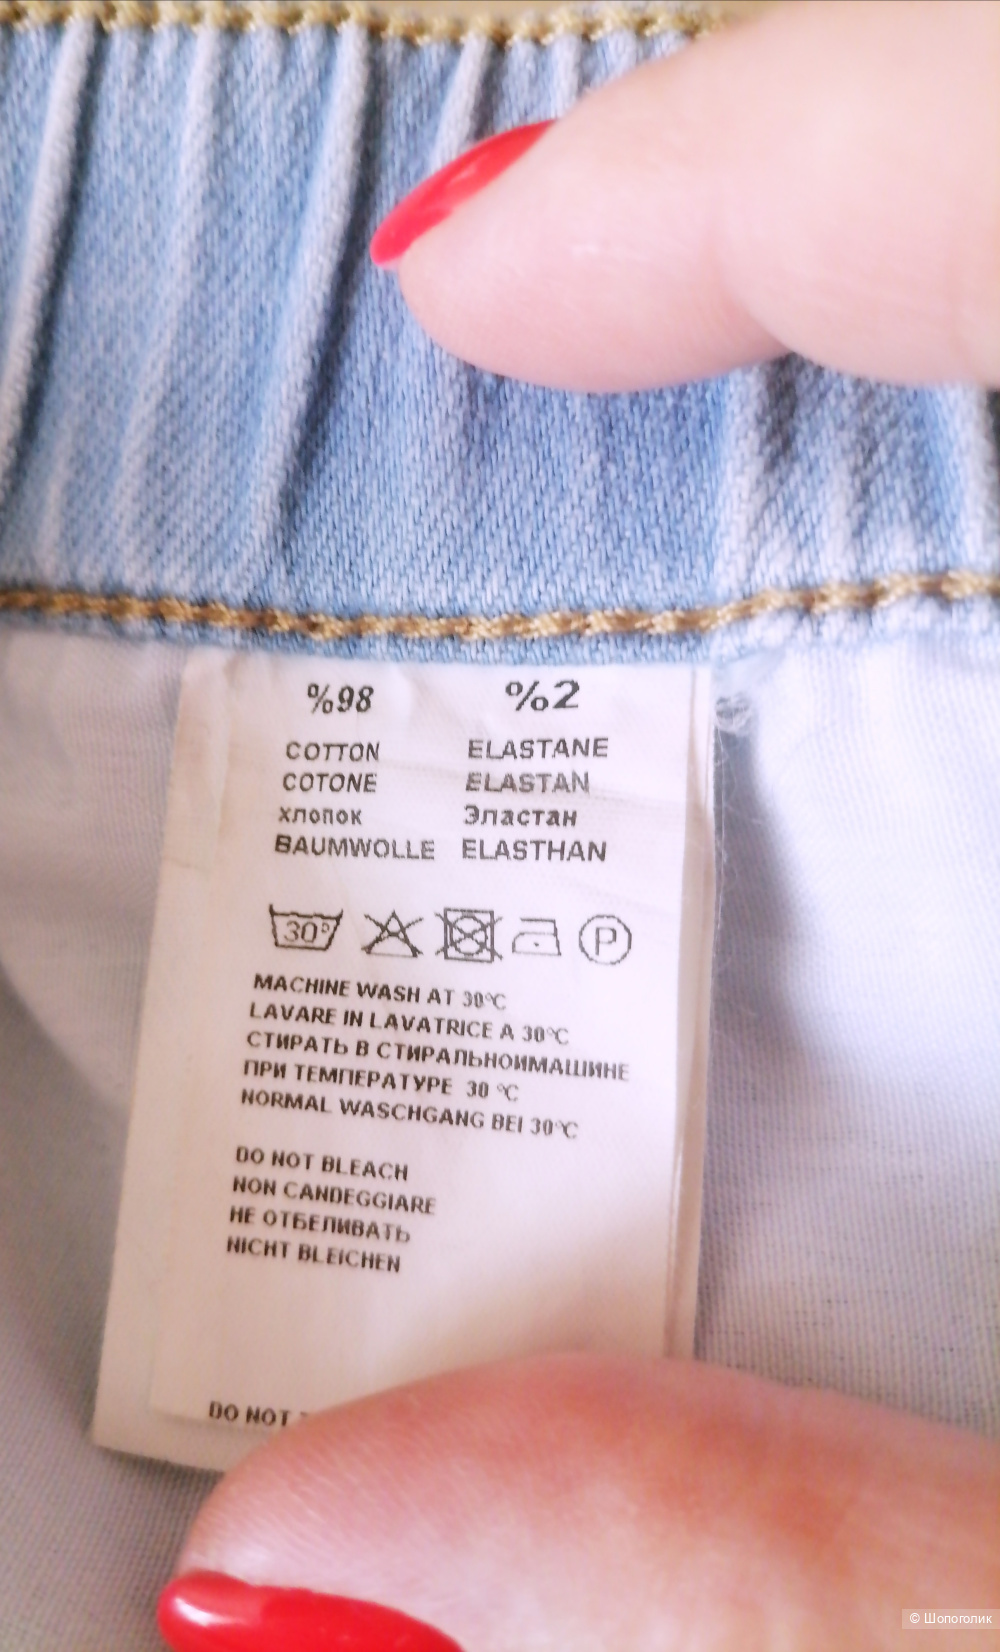 %98 %2
COTTON ELASTANE
COTONE ELASTAN
хлопок Эластан
BAUMWOLLE ELASTHAN
30° P
MACHINE WASH AT 30°C
LAVARE IN LAVATRICE A 30°C
СТИРАТЬ В СТИРАЛЬНОИМАШИНЕ
ПРИ ТЕМПЕРАТУРЕ 30 °C
NORMAL WASCHGANG BEI 30°C
DO NOT BLEACH
NON CANDEGGIARE
НЕ ОТБЕЛИВАТЬ
NICHT BLEICHEN
DO NOT
© Шопоголик